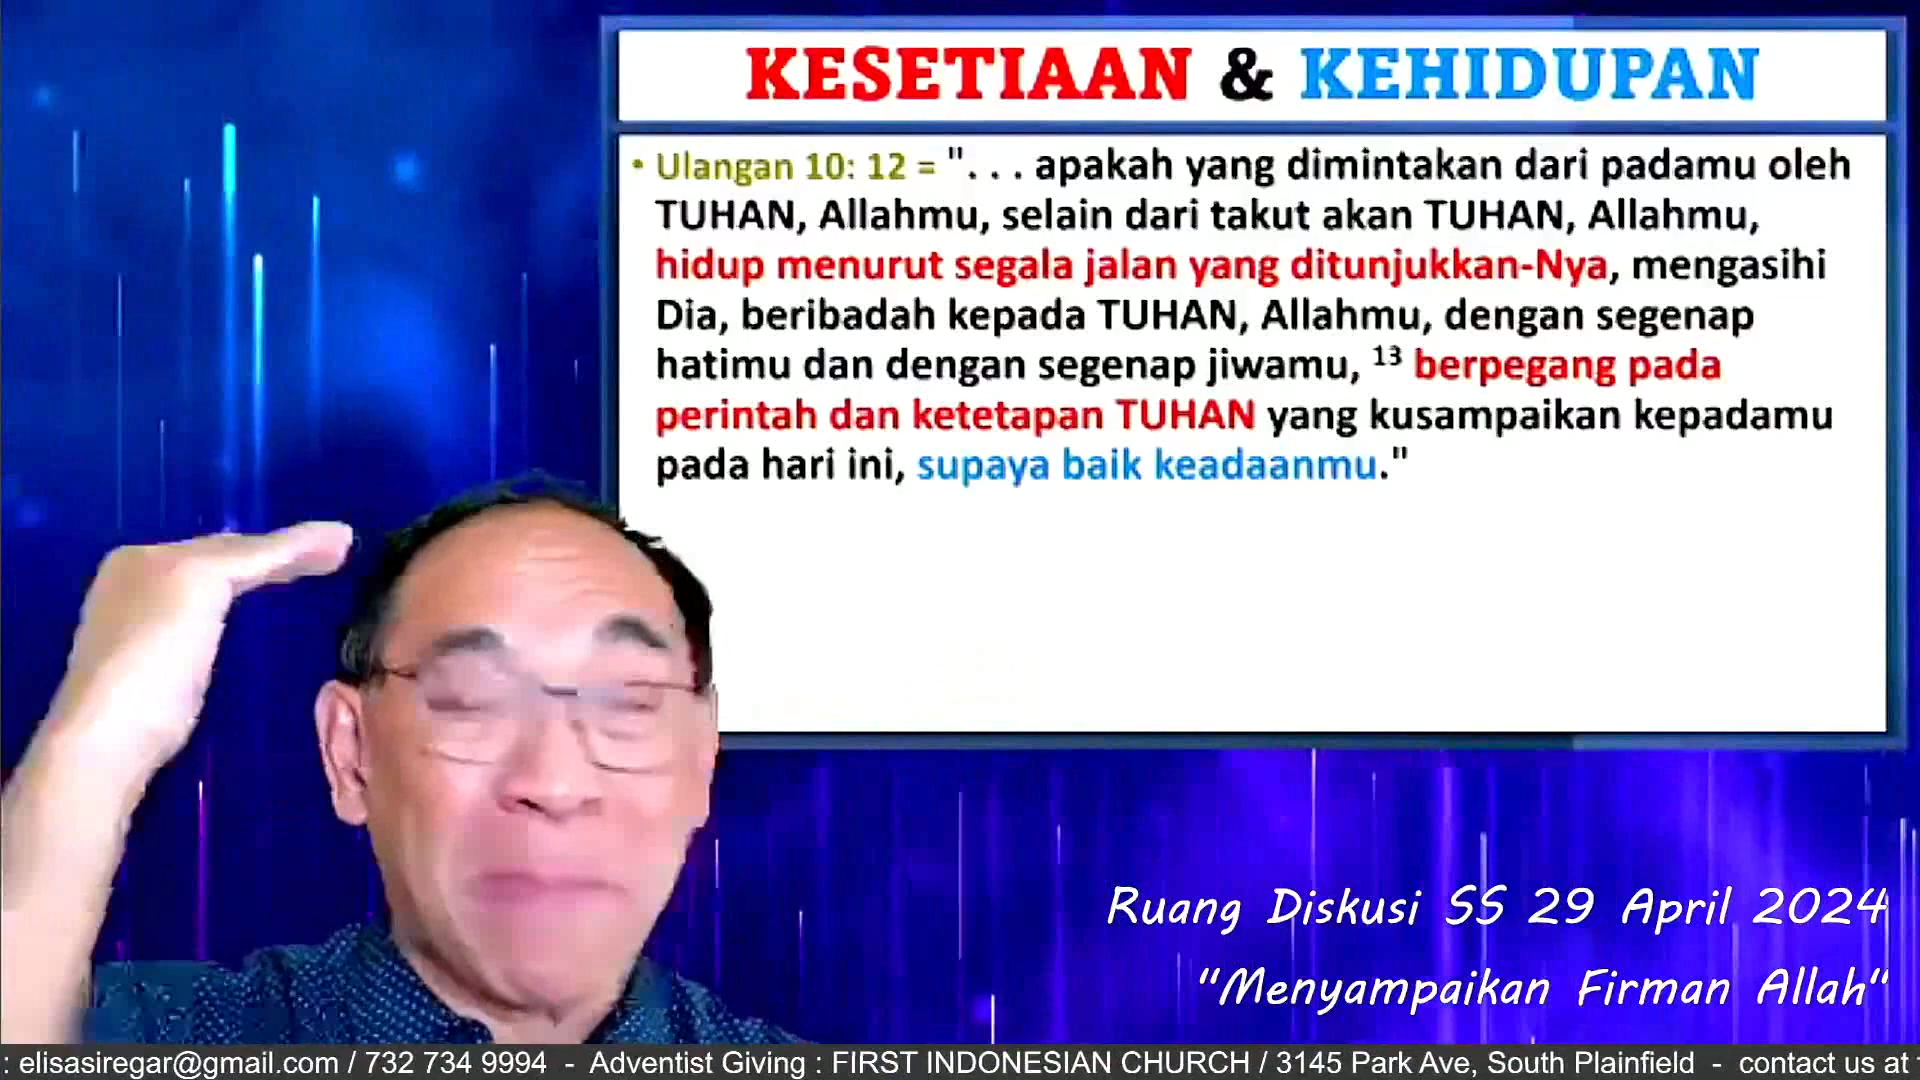 KESETIAAN & KEHIDUPAN
• Ulangan 10: 12 = ". . . apakah yang dimintakan dari padamu oleh
TUHAN, Allahmu, selain dari takut akan TUHAN, Allahmu,
hidup menurut segala jalan yang ditunjukkan-Nya, mengasihi
Dia, beribadah kepada TUHAN, Allahmu, dengan segenap
hatimu dan dengan segenap jiwamu, ¹³ berpegang pada
perintah dan ketetapan TUHAN yang kusampaikan kepadamu
pada hari ini, supaya baik keadaanmu."
Ruang Diskusi SS 29 April 2024
"Menyampaikan Firman Allah"
: elisasiregar@gmail.com / 732 734 9994 - Adventist Giving : FIRST INDONESIAN CHURCH / 3145 Park Ave, South Plainfield - contact us at